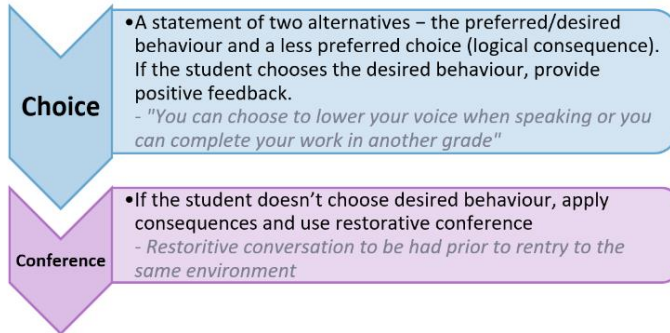 Choice
•A statement of two alternatives – the preferred/desired
behaviour and a less preferred choice (logical consequence).
If the student chooses the desired behaviour, provide
positive feedback.
- "You can choose to lower your voice when speaking or you
can complete your work in another grade"
Conference
•If the student doesn't choose desired behaviour, apply
consequences and use restorative conference
- Restoritive conversation to be had prior to rentry to the
same environment